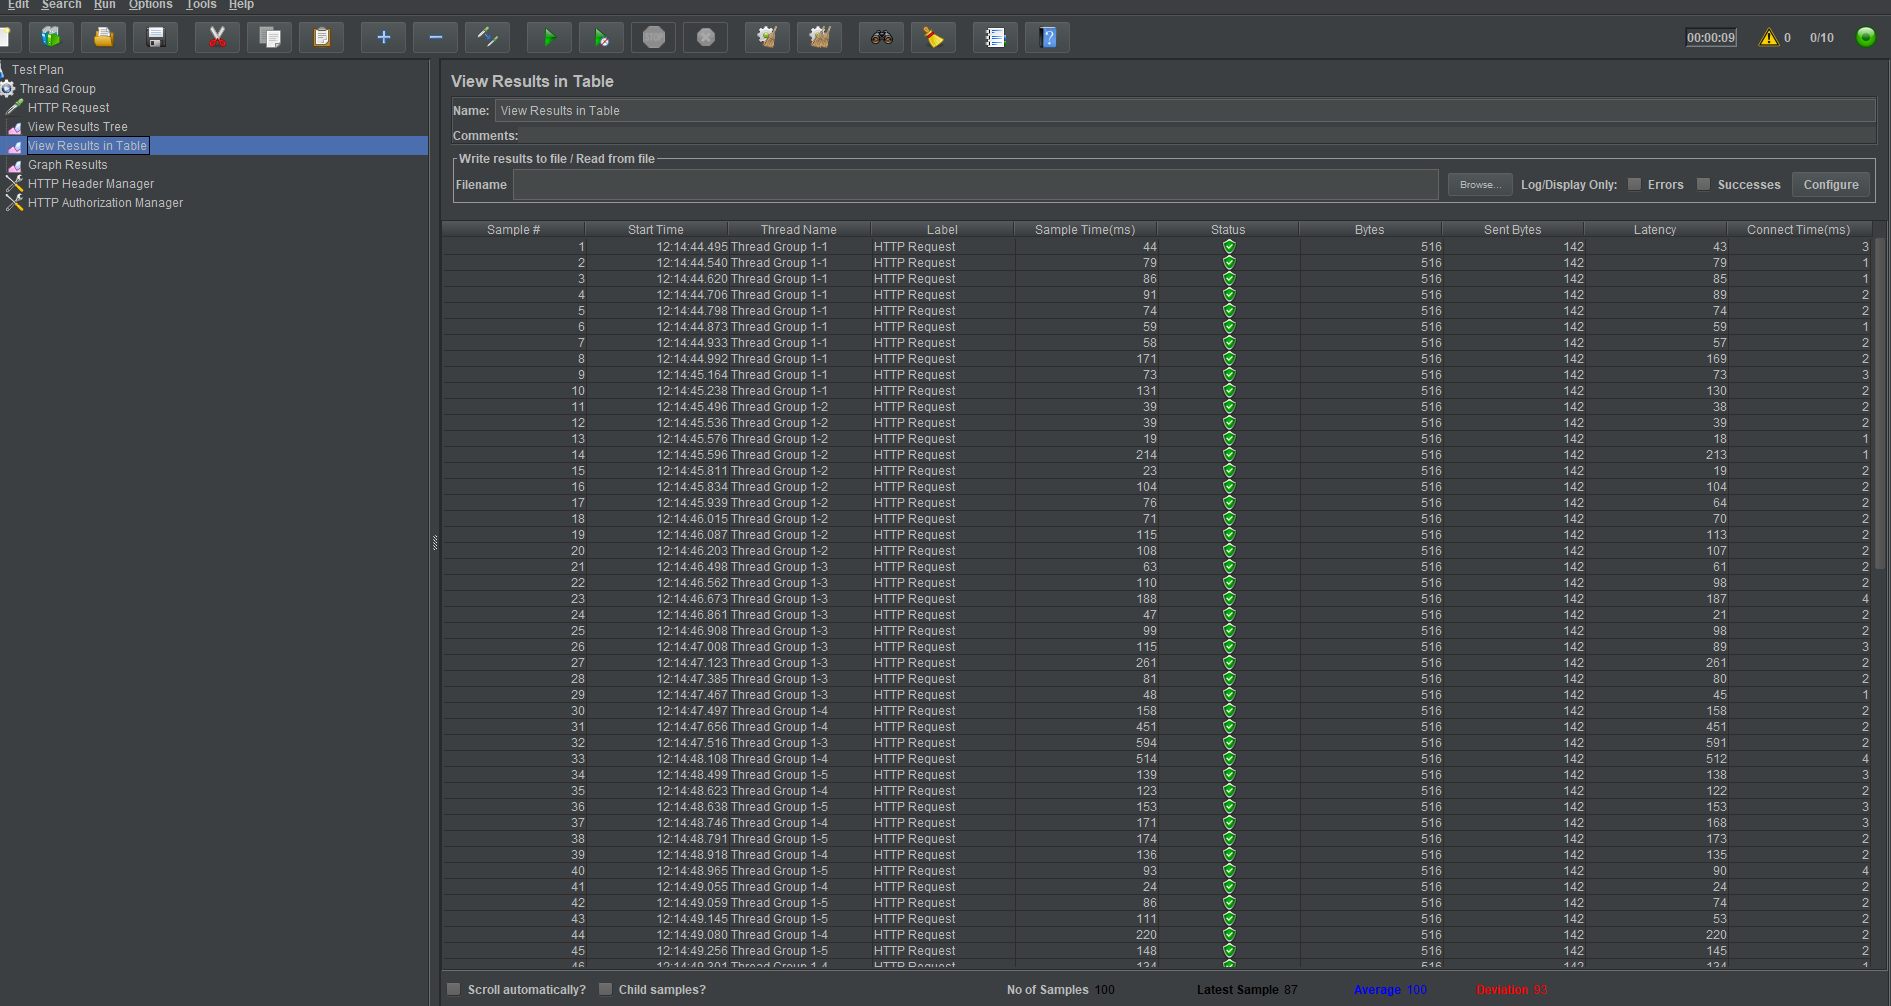 Edit Search Run Options Tools Help
STOP
00:00:09 0 0/10
Test Plan
Thread Group
HTTP Request
View Results Tree
View Results in Table
Graph Results
HTTP Header Manager
HTTP Authorization Manager
View Results in Table
Name: View Results in Table
Comments:
Write results to file / Read from file
Filename Browse... Log/Display Only: Errors Successes Configure
Sample # Start Time Thread Name Label Sample Time(ms) Status Bytes Sent Bytes Latency Connect Time(ms)
1 12:14:44.495 Thread Group 1-1 HTTP Request 44 516 142 43 3
2 12:14:44.540 Thread Group 1-1 HTTP Request 79 516 142 79 1
3 12:14:44.620 Thread Group 1-1 HTTP Request 86 516 142 85 1
4 12:14:44.706 Thread Group 1-1 HTTP Request 91 516 142 89 2
5 12:14:44.798 Thread Group 1-1 HTTP Request 74 516 142 74 2
6 12:14:44.873 Thread Group 1-1 HTTP Request 59 516 142 59 1
7 12:14:44.933 Thread Group 1-1 HTTP Request 58 516 142 57 2
8 12:14:44.992 Thread Group 1-1 HTTP Request 171 516 142 169 2
9 12:14:45.164 Thread Group 1-1 HTTP Request 73 516 142 73 3
10 12:14:45.238 Thread Group 1-1 HTTP Request 131 516 142 130 2
11 12:14:45.496 Thread Group 1-2 HTTP Request 39 516 142 38 2
12 12:14:45.536 Thread Group 1-2 HTTP Request 39 516 142 39 2
13 12:14:45.576 Thread Group 1-2 HTTP Request 19 516 142 18 1
14 12:14:45.596 Thread Group 1-2 HTTP Request 214 516 142 213 1
15 12:14:45.811 Thread Group 1-2 HTTP Request 23 516 142 19 2
16 12:14:45.834 Thread Group 1-2 HTTP Request 104 516 142 104 2
17 12:14:45.939 Thread Group 1-2 HTTP Request 76 516 142 64 2
18 12:14:46.015 Thread Group 1-2 HTTP Request 71 516 142 70 2
19 12:14:46.087 Thread Group 1-2 HTTP Request 115 516 142 113 2
20 12:14:46.203 Thread Group 1-2 HTTP Request 108 516 142 107 2
21 12:14:46.498 Thread Group 1-3 HTTP Request 63 516 142 61 2
22 12:14:46.562 Thread Group 1-3 HTTP Request 110 516 142 98 2
23 12:14:46.673 Thread Group 1-3 HTTP Request 188 516 142 187 4
24 12:14:46.861 Thread Group 1-3 HTTP Request 47 516 142 21 2
25 12:14:46.908 Thread Group 1-3 HTTP Request 99 516 142 98 2
26 12:14:47.008 Thread Group 1-3 HTTP Request 115 516 142 89 3
27 12:14:47.123 Thread Group 1-3 HTTP Request 261 516 142 261 2
28 12:14:47.385 Thread Group 1-3 HTTP Request 81 516 142 80 2
29 12:14:47.467 Thread Group 1-3 HTTP Request 48 516 142 45 1
30 12:14:47.497 Thread Group 1-4 HTTP Request 158 516 142 158 2
31 12:14:47.656 Thread Group 1-4 HTTP Request 451 516 142 451 2
32 12:14:47.516 Thread Group 1-3 HTTP Request 594 516 142 591 2
33 12:14:48.108 Thread Group 1-4 HTTP Request 514 516 142 512 4
34 12:14:48.499 Thread Group 1-5 HTTP Request 139 516 142 138 3
35 12:14:48.623 Thread Group 1-4 HTTP Request 123 516 142 122 2
36 12:14:48.638 Thread Group 1-5 HTTP Request 153 516 142 153 3
37 12:14:48.746 Thread Group 1-4 HTTP Request 171 516 142 168 3
38 12:14:48.791 Thread Group 1-5 HTTP Request 174 516 142 173 2
39 12:14:48.918 Thread Group 1-4 HTTP Request 136 516 142 135 2
40 12:14:48.965 Thread Group 1-5 HTTP Request 93 516 142 90 4
41 12:14:49.055 Thread Group 1-4 HTTP Request 24 516 142 24 2
42 12:14:49.059 Thread Group 1-5 HTTP Request 86 516 142 74 2
43 12:14:49.145 Thread Group 1-5 HTTP Request 111 516 142 53 2
44 12:14:49.080 Thread Group 1-4 HTTP Request 220 516 142 220 2
45 12:14:49.256 Thread Group 1-5 HTTP Request 148 516 142 145 2
46 12:14:49.301 Thread Group 1-4 HTTP Request 134 516 142 134 1
Scroll automatically? Child samples? No of Samples 100 Latest Sample 87 Average 100 Deviation 93